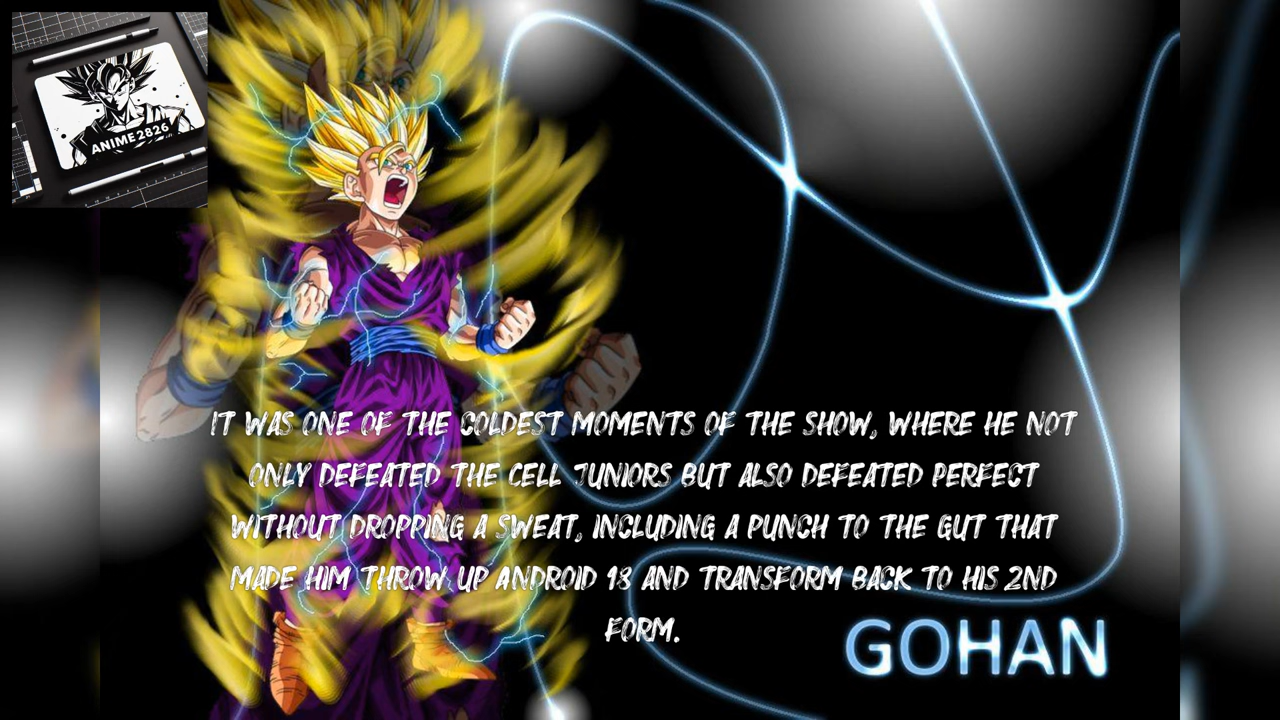 ANIME2826
IT WAS ONE OF THE COLDEST MOMENTS OF THE SHOW, WHERE HE NOT
ONLY DEFEATED THE CELL JUNIORS BUT ALSO DEFEATED PERFECT
WITHOUT DROPPING A SWEAT, INCLUDING A PUNCH TO THE GUT THAT
MADE HIM THROW UP ANDROID 18 AND TRANSFORM BACK TO HIS 2ND
FORM.
GOHAN